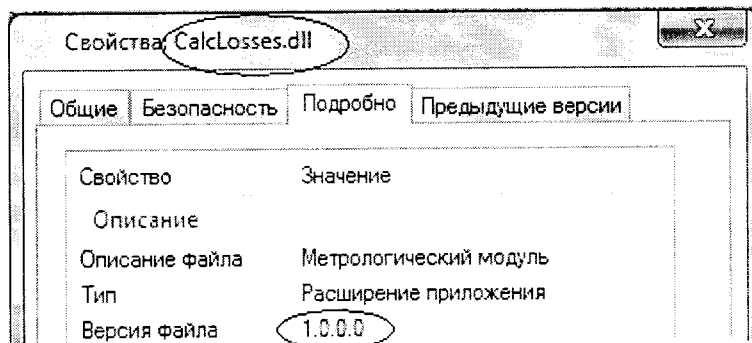 Свойства: CalcLosses.dll
Общие Безопасность Подробно Предыдущие версии
Свойство Значение
Описание
Описание файла Метрологический модуль
Тип Расширение приложения
Версия файла 1.0.0.0